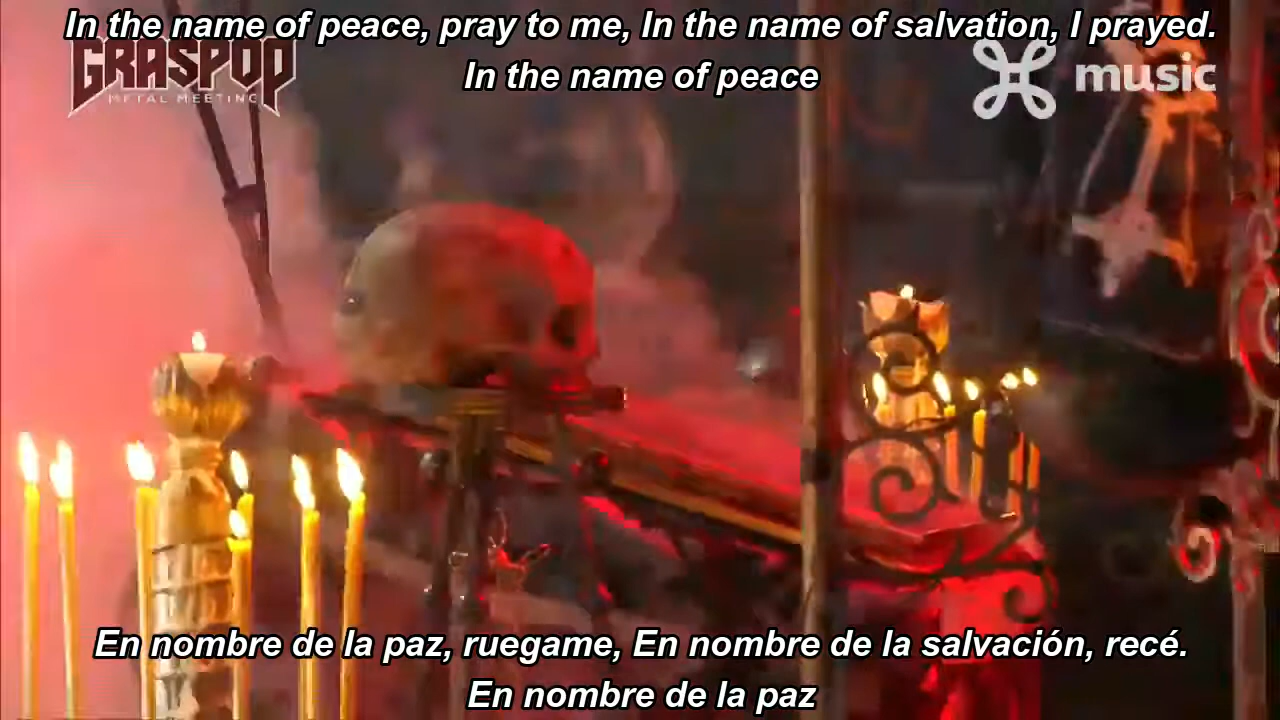 In the name of peace, pray to me, In the name of salvation, I prayed.
In the name of peace
GRASPOP
METAL MEETING
music
En nombre de la paz, ruegame, En nombre de la salvación, recé.
En nombre de la paz